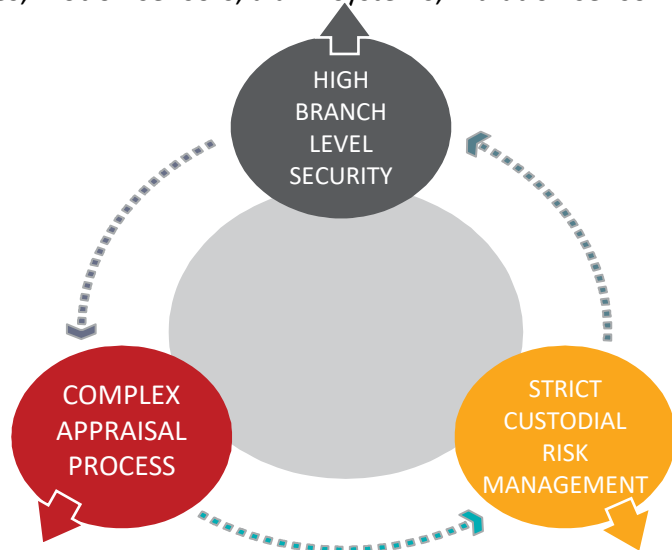 HIGH
BRANCH
LEVEL
SECURITY
COMPLEX
APPRAISAL
PROCESS
STRICT
CUSTODIAL
RISK
MANAGEMENT